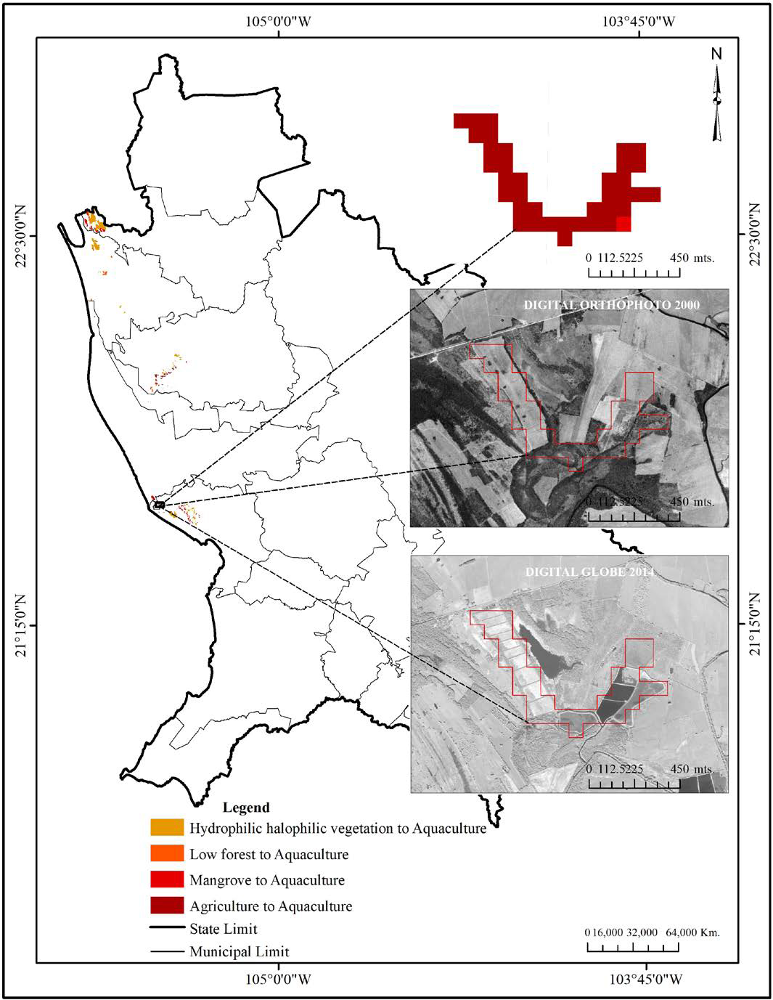 105°0'0"W 103°45'0"W
N
22°30'0"N
22°30'0"N
0 112.5225 450 mts.
DIGITAL ORTHOPHOTO 2000
0 112.5225 450 mts.
DIGITAL GLOBE 2014
21°15'0"N
21°15'0"N
0 112.5225 450 mts.
Legend
Hydrophilic halophilic vegetation to Aquaculture
Low forest to Aquaculture
Mangrove to Aquaculture
Agriculture to Aquaculture
State Limit
Municipal Limit
0 16,000 32,000 64,000 Km.
105°0'0"W 103°45'0"W